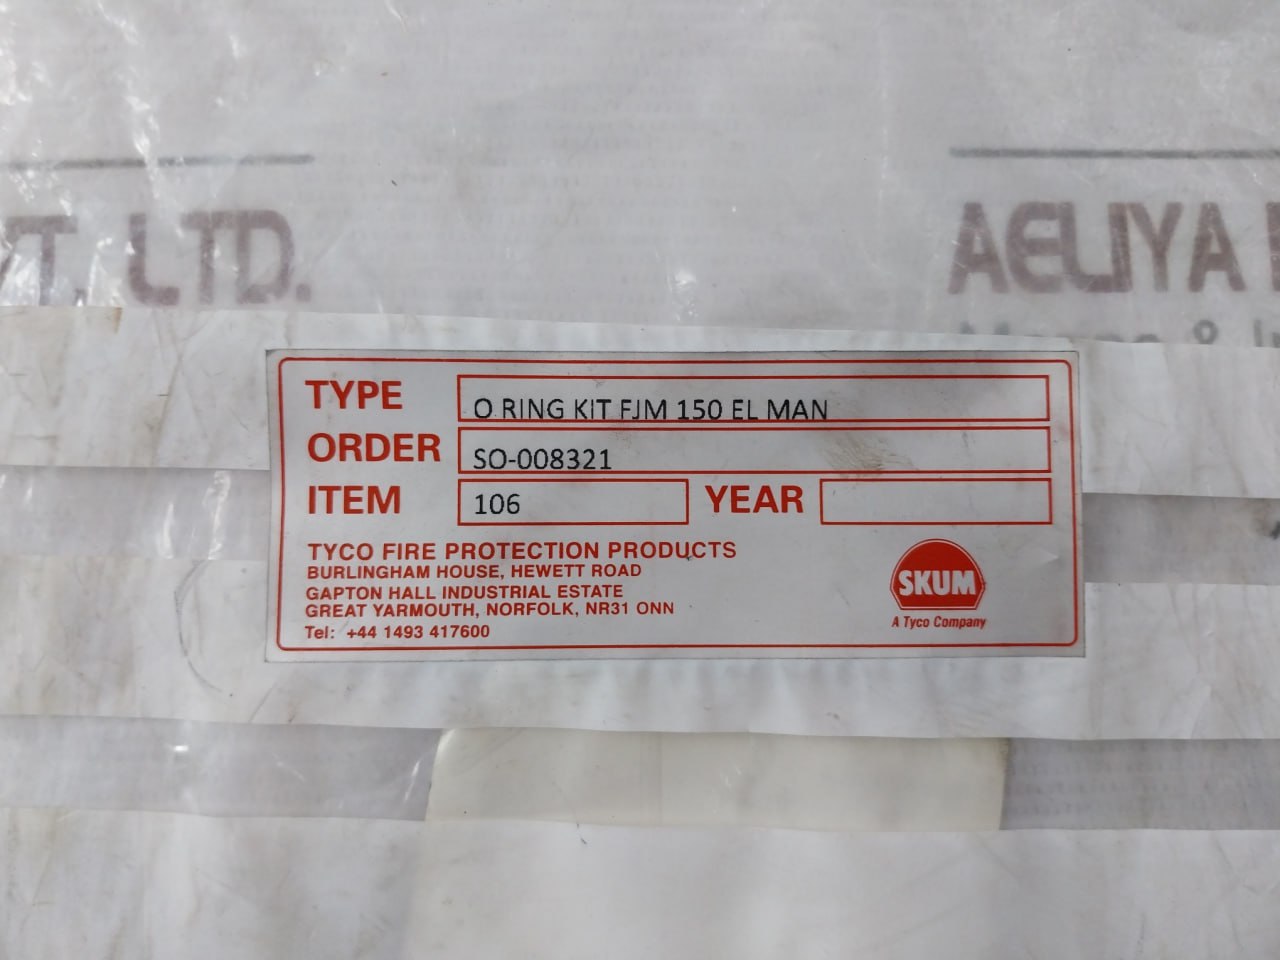 VT. LTD.
AELIYA
TYPE O RING KIT FJM 150 EL MAN
ORDER SO-008321
ITEM 106 YEAR
TYCO FIRE PROTECTION PRODUCTS
BURLINGHAM HOUSE, HEWETT ROAD
GAPTON HALL INDUSTRIAL ESTATE
GREAT YARMOUTH, NORFOLK, NR31 ONN
Tel: +44 1493 417600
SKUM
A Tyco Company